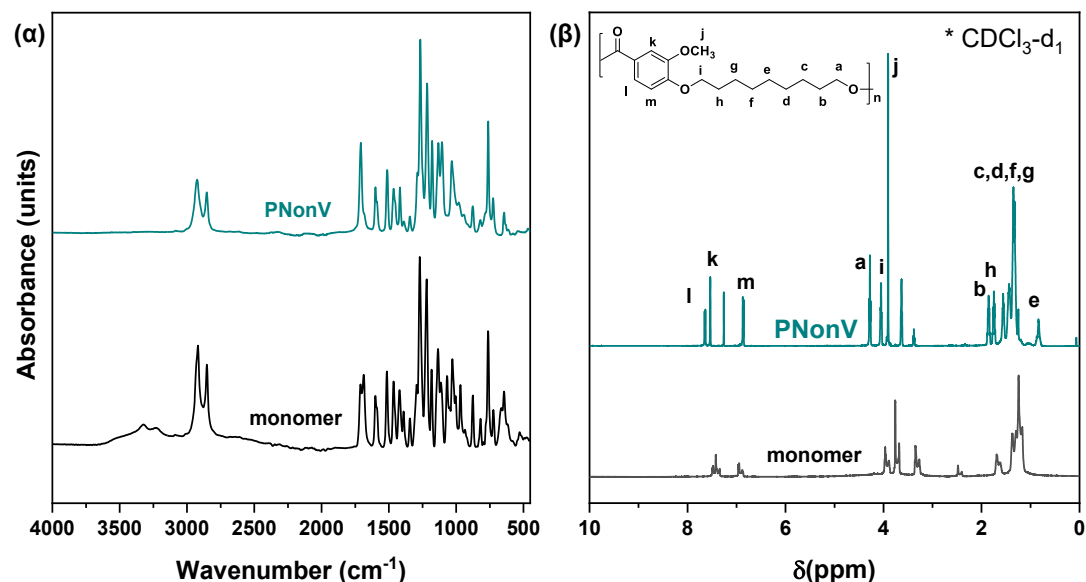 (α)
Absorbance (units)
PNonV
monomer
4000 3500 3000 2500 2000 1500 1000 500
Wavenumber (cm⁻¹)
(β)
* CDCl₃-d₁
O
j
k OCH₃
g e c a
i
l O O
m h f d b n
j
c,d,f,g
k
a i
h
l m b
e
PNonV
monomer
10 8 6 4 2 0
δ(ppm)